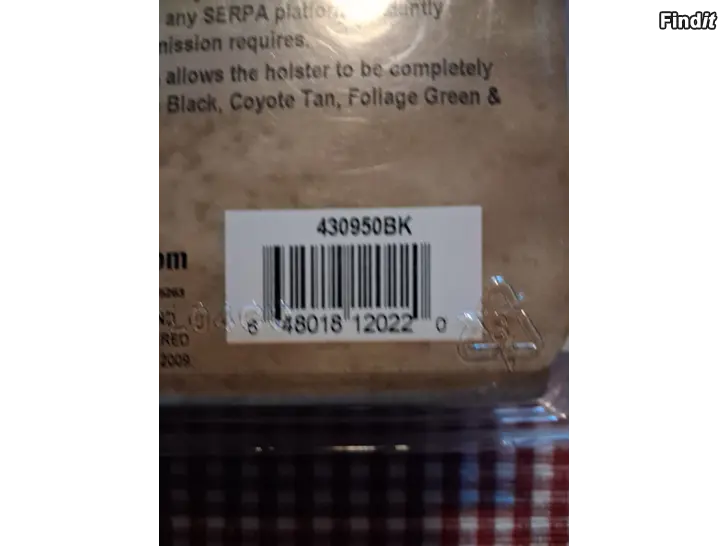 Findit
any SERPA platform
mission requires.
allows the holster to be completely
Black, Coyote Tan, Foliage Green &
430950BK
om
RED
2009
6 48018 12022 0